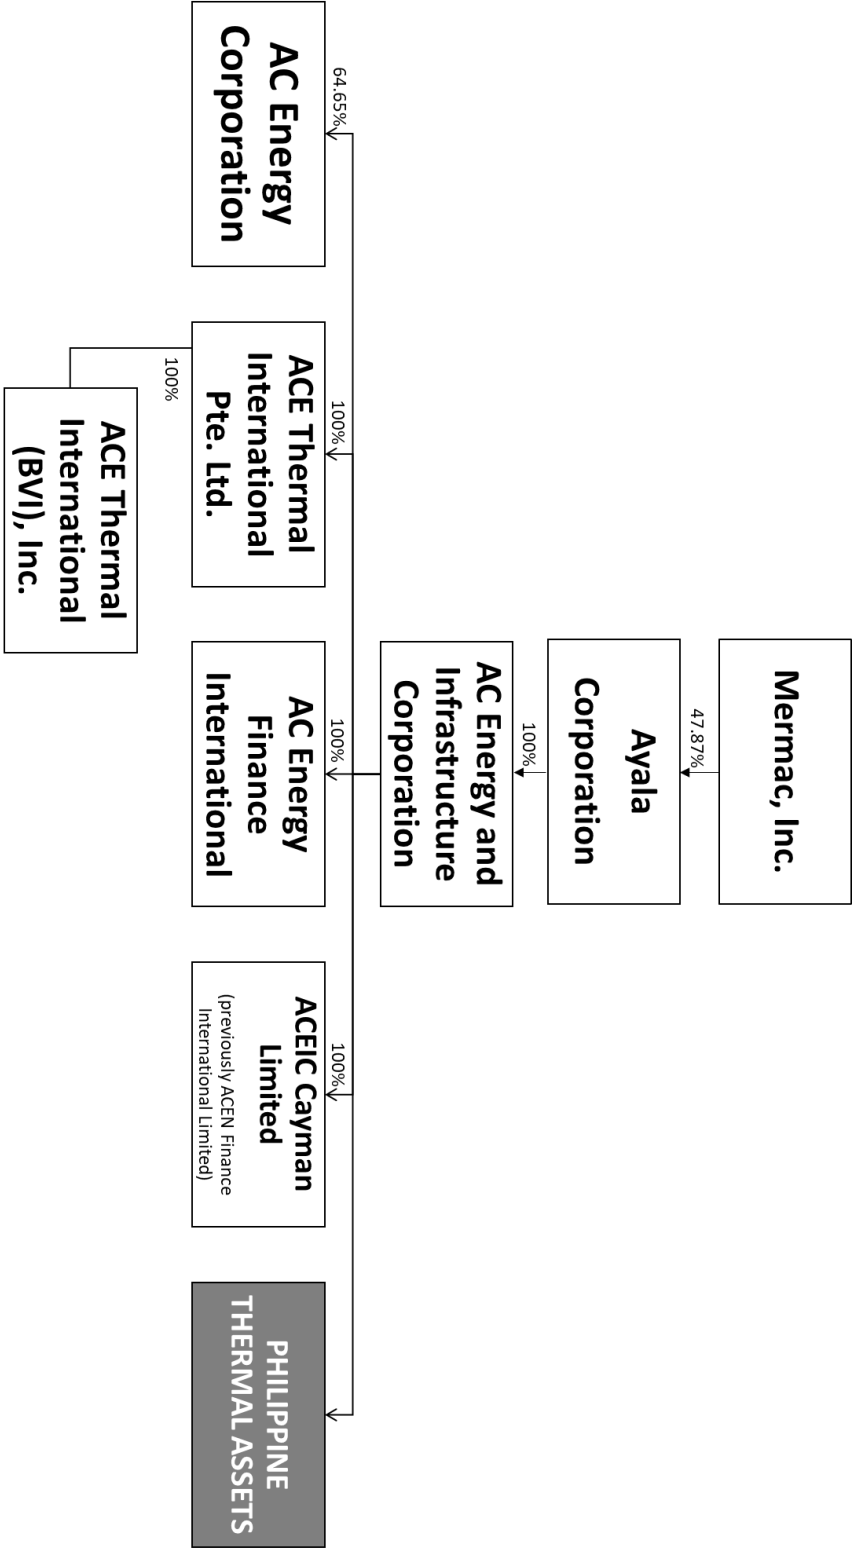 Mermac, Inc.
47.87%
Ayala
Corporation
100%
AC Energy and
Infrastructure
Corporation
64.65%
AC Energy
Corporation
100%
ACE Thermal
International
Pte. Ltd.
100%
AC Energy
Finance
International
100%
ACEIC Cayman
Limited
(previously ACEN Finance
International Limited)
PHILIPPINE
THERMAL ASSETS
100%
ACE Thermal
International
(BVI), Inc.